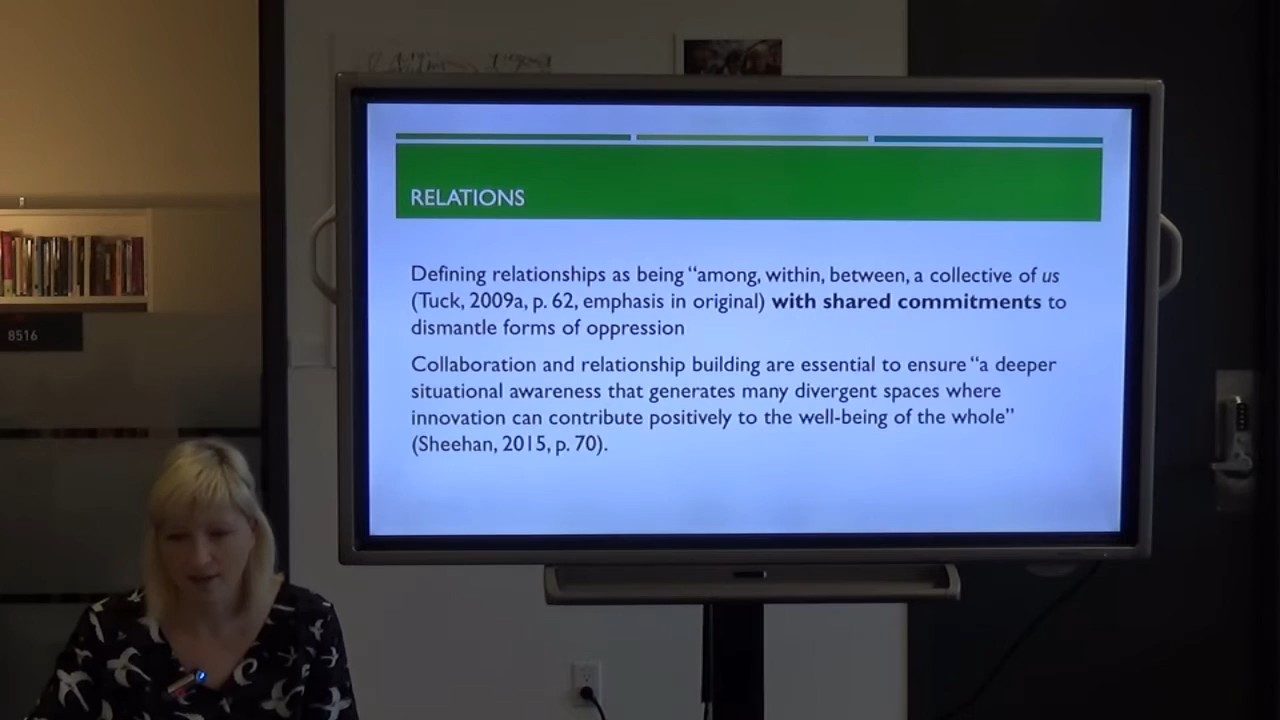 RELATIONS
Defining relationships as being “among, within, between, a collective of us
(Tuck, 2009a, p. 62, emphasis in original) with shared commitments to
dismantle forms of oppression
Collaboration and relationship building are essential to ensure “a deeper
situational awareness that generates many divergent spaces where
innovation can contribute positively to the well-being of the whole”
(Sheehan, 2015, p. 70).
8516